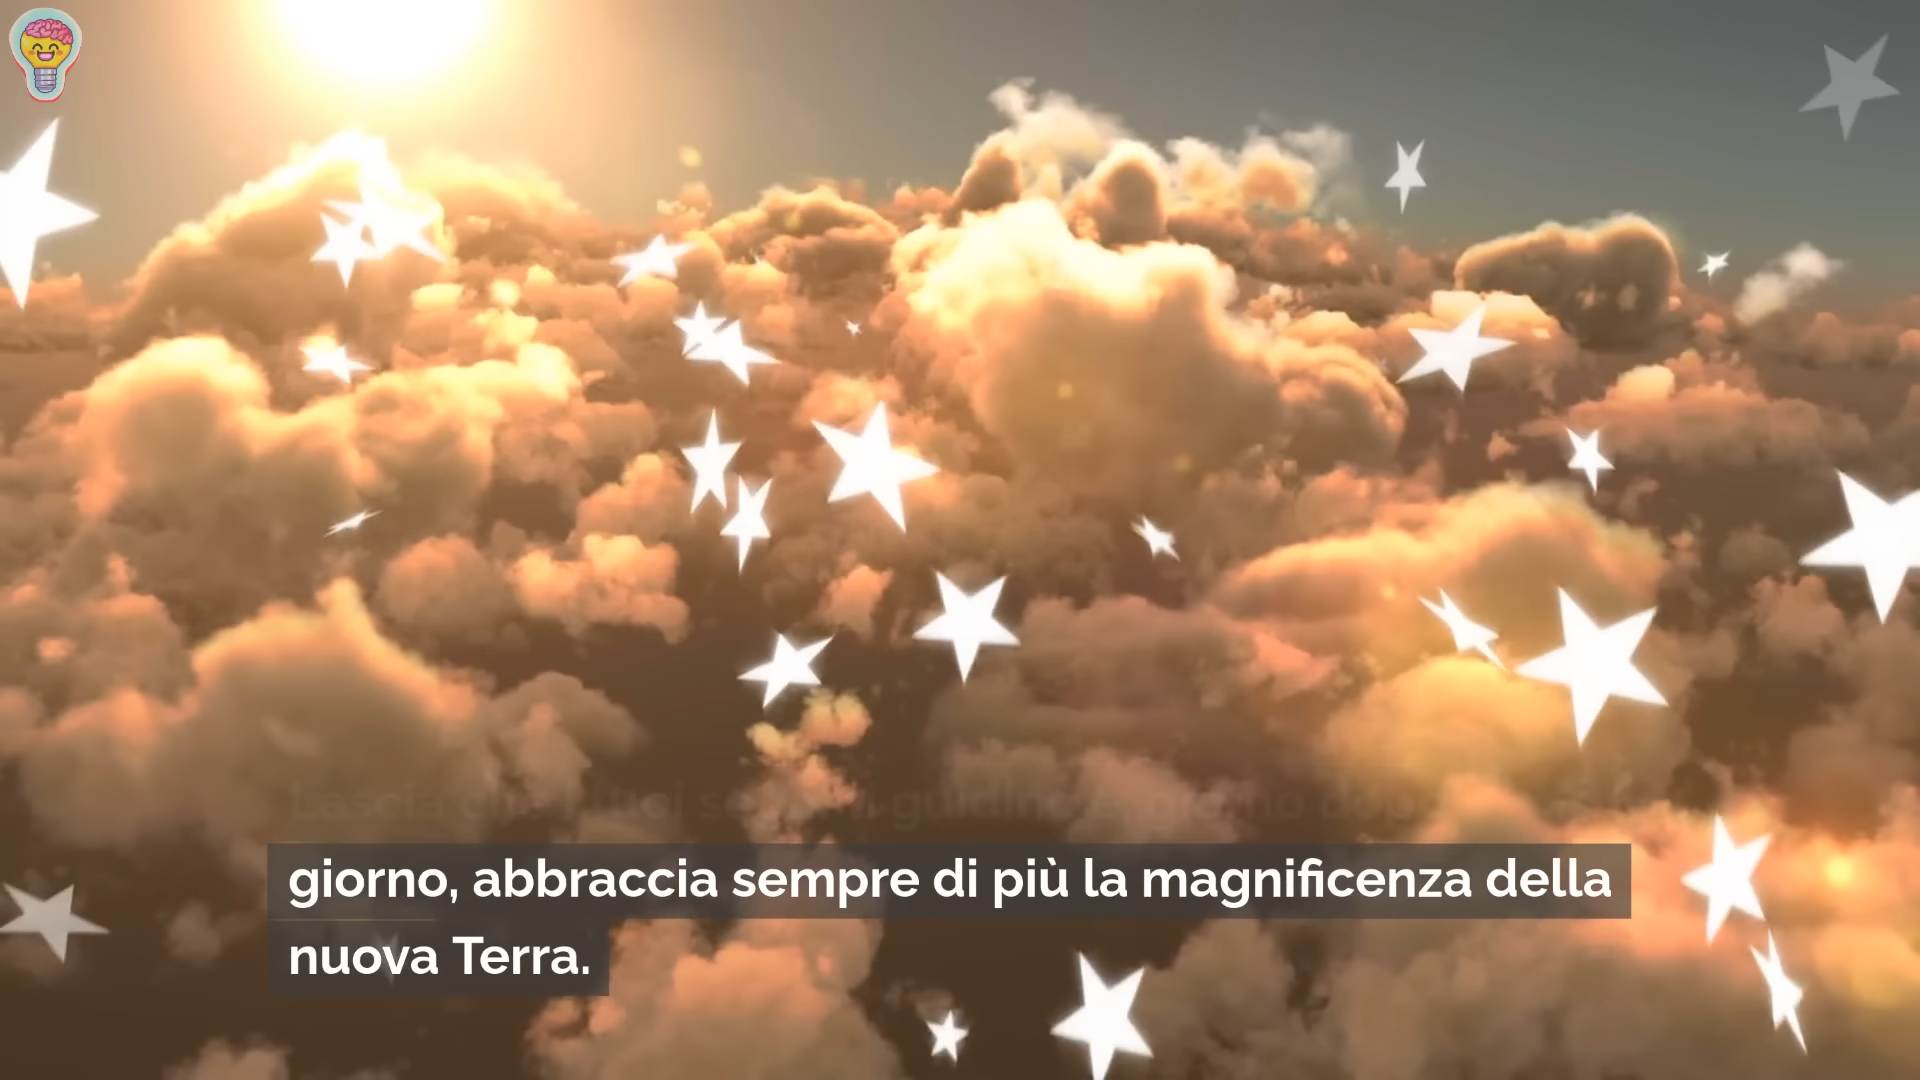 giorno, abbraccia sempre di più la magnificenza della
nuova Terra.